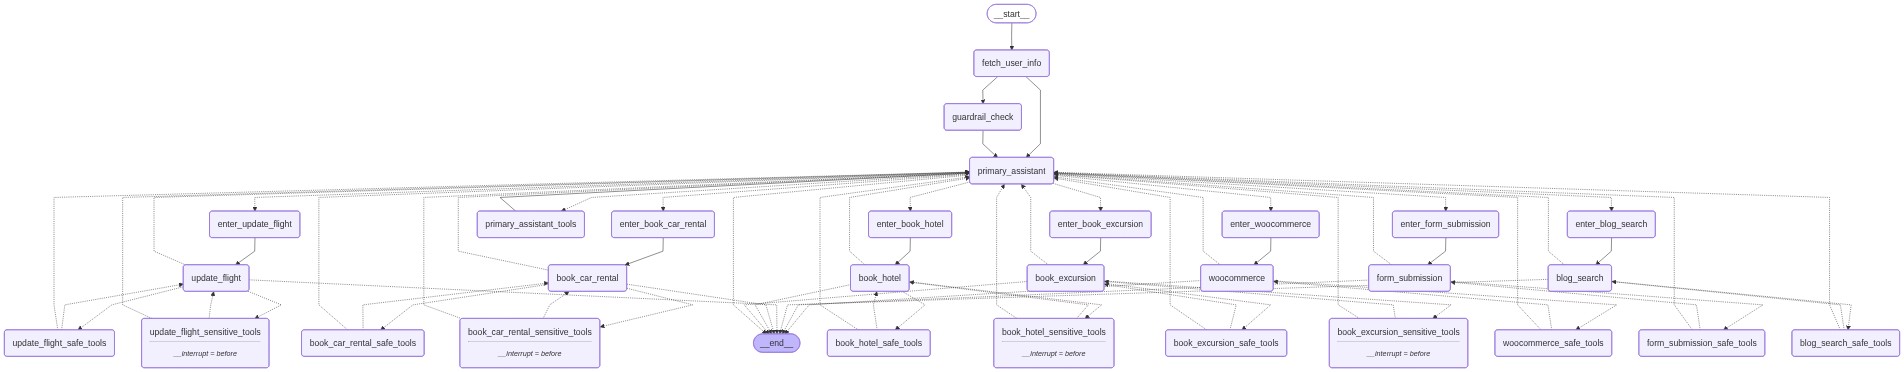 __start__
fetch_user_info
guardrail_check
primary_assistant
enter_update_flight
primary_assistant_tools
enter_book_car_rental
enter_book_hotel
enter_book_excursion
enter_woocommerce
enter_form_submission
enter_blog_search
update_flight
book_car_rental
book_hotel
book_excursion
woocommerce
form_submission
blog_search
update_flight_safe_tools
update_flight_sensitive_tools
__interrupt = before
book_car_rental_safe_tools
book_car_rental_sensitive_tools
__interrupt = before
__end__
book_hotel_safe_tools
book_hotel_sensitive_tools
__interrupt = before
book_excursion_safe_tools
book_excursion_sensitive_tools
__interrupt = before
woocommerce_safe_tools
form_submission_safe_tools
blog_search_safe_tools